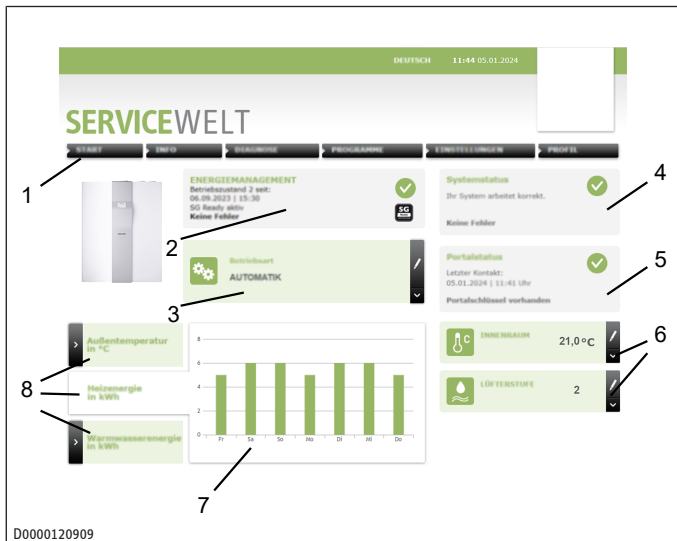 DEUTSCH 11:44 05.01.2024
SERVICEWELT
START INFO DIAGNOSE PROGRAMME EINSTELLUNGEN PROFIL
1
ENERGIEMANAGEMENT
Betriebszustand 2 seit:
06.09.2023 | 15:30
SG Ready aktiv
Keine Fehler
SG
2
Systemstatus
Ihr System arbeitet korrekt.
Keine Fehler
4
Betriebsart
AUTOMATIK
3
Portalstatus
Letzter Kontakt:
05.01.2024 | 11:41 Uhr
Portalschlüssel vorhanden
5
INNENRAUM 21,0 °C
°C
LÜFTERSTUFE 2
6
Außentemperatur
in °C
Heizenergie
in kWh
Warmwasserenergie
in kWh
8
8
6
4
2
0
Fr Sa So Mo Di Mi Do
7
D0000120909